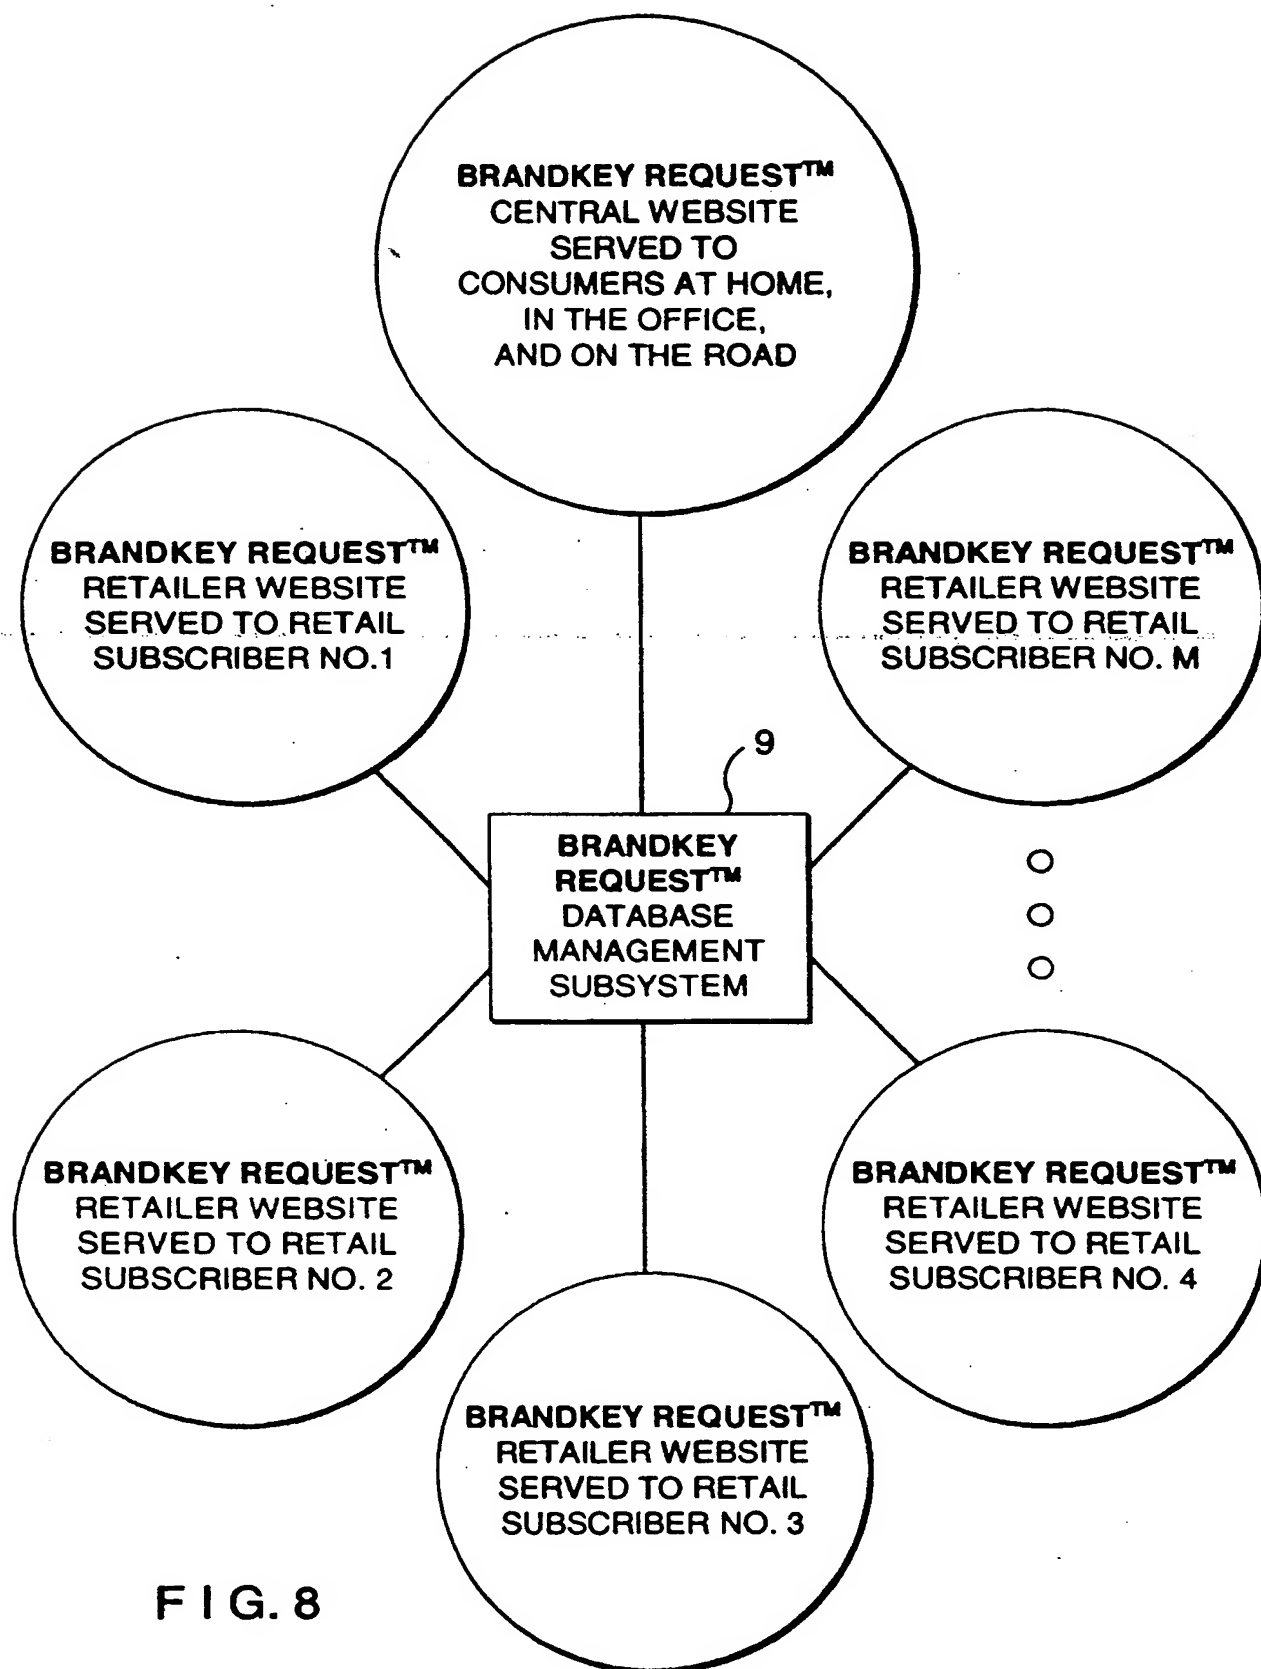 BRANDKEY REQUEST™
CENTRAL WEBSITE
SERVED TO
CONSUMERS AT HOME,
IN THE OFFICE,
AND ON THE ROAD
BRANDKEY REQUEST™
RETAILER WEBSITE
SERVED TO RETAIL
SUBSCRIBER NO.1
BRANDKEY REQUEST™
RETAILER WEBSITE
SERVED TO RETAIL
SUBSCRIBER NO. M
9
BRANDKEY
REQUEST™
DATABASE
MANAGEMENT
SUBSYSTEM
BRANDKEY REQUEST™
RETAILER WEBSITE
SERVED TO RETAIL
SUBSCRIBER NO. 2
BRANDKEY REQUEST™
RETAILER WEBSITE
SERVED TO RETAIL
SUBSCRIBER NO. 4
BRANDKEY REQUEST™
RETAILER WEBSITE
SERVED TO RETAIL
SUBSCRIBER NO. 3
FIG. 8